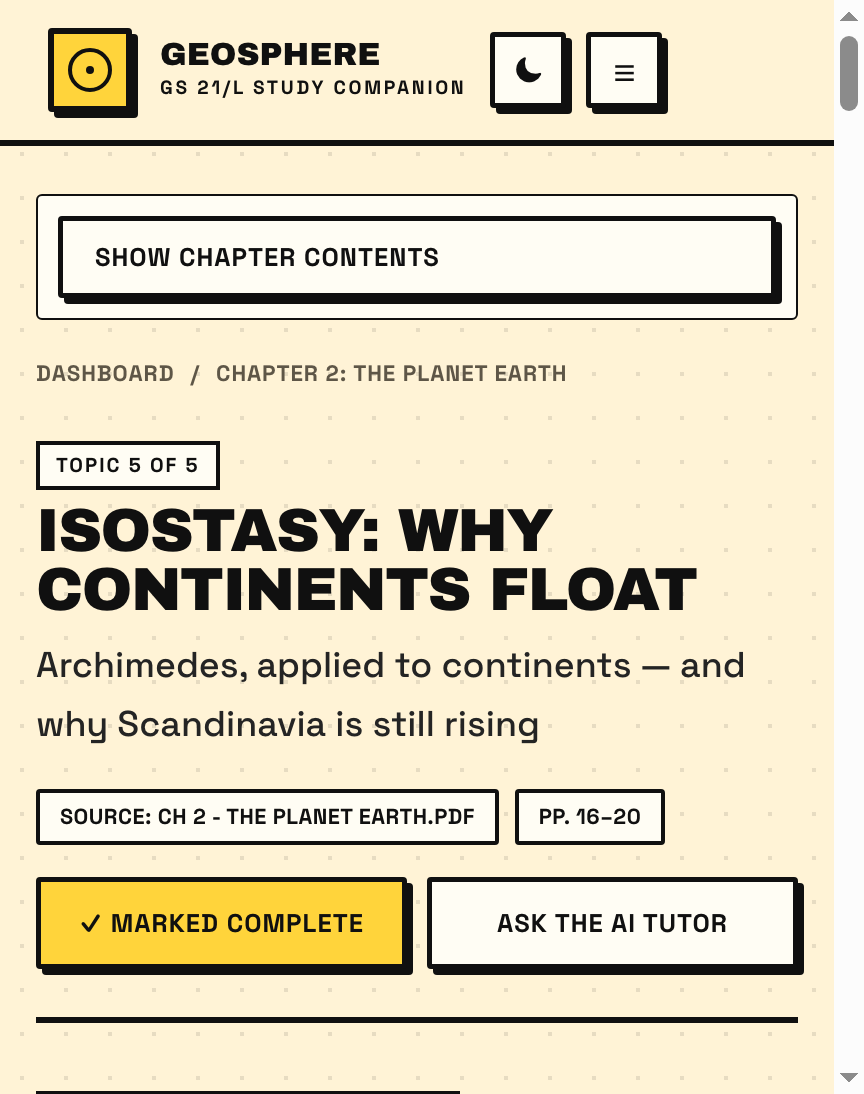 GEOSPHERE
GS 21/L STUDY COMPANION
SHOW CHAPTER CONTENTS
DASHBOARD / CHAPTER 2: THE PLANET EARTH
TOPIC 5 OF 5
ISOSTASY: WHY
CONTINENTS FLOAT
Archimedes, applied to continents — and
why Scandinavia is still rising
SOURCE: CH 2 - THE PLANET EARTH.PDF
PP. 16–20
✓ MARKED COMPLETE
ASK THE AI TUTOR